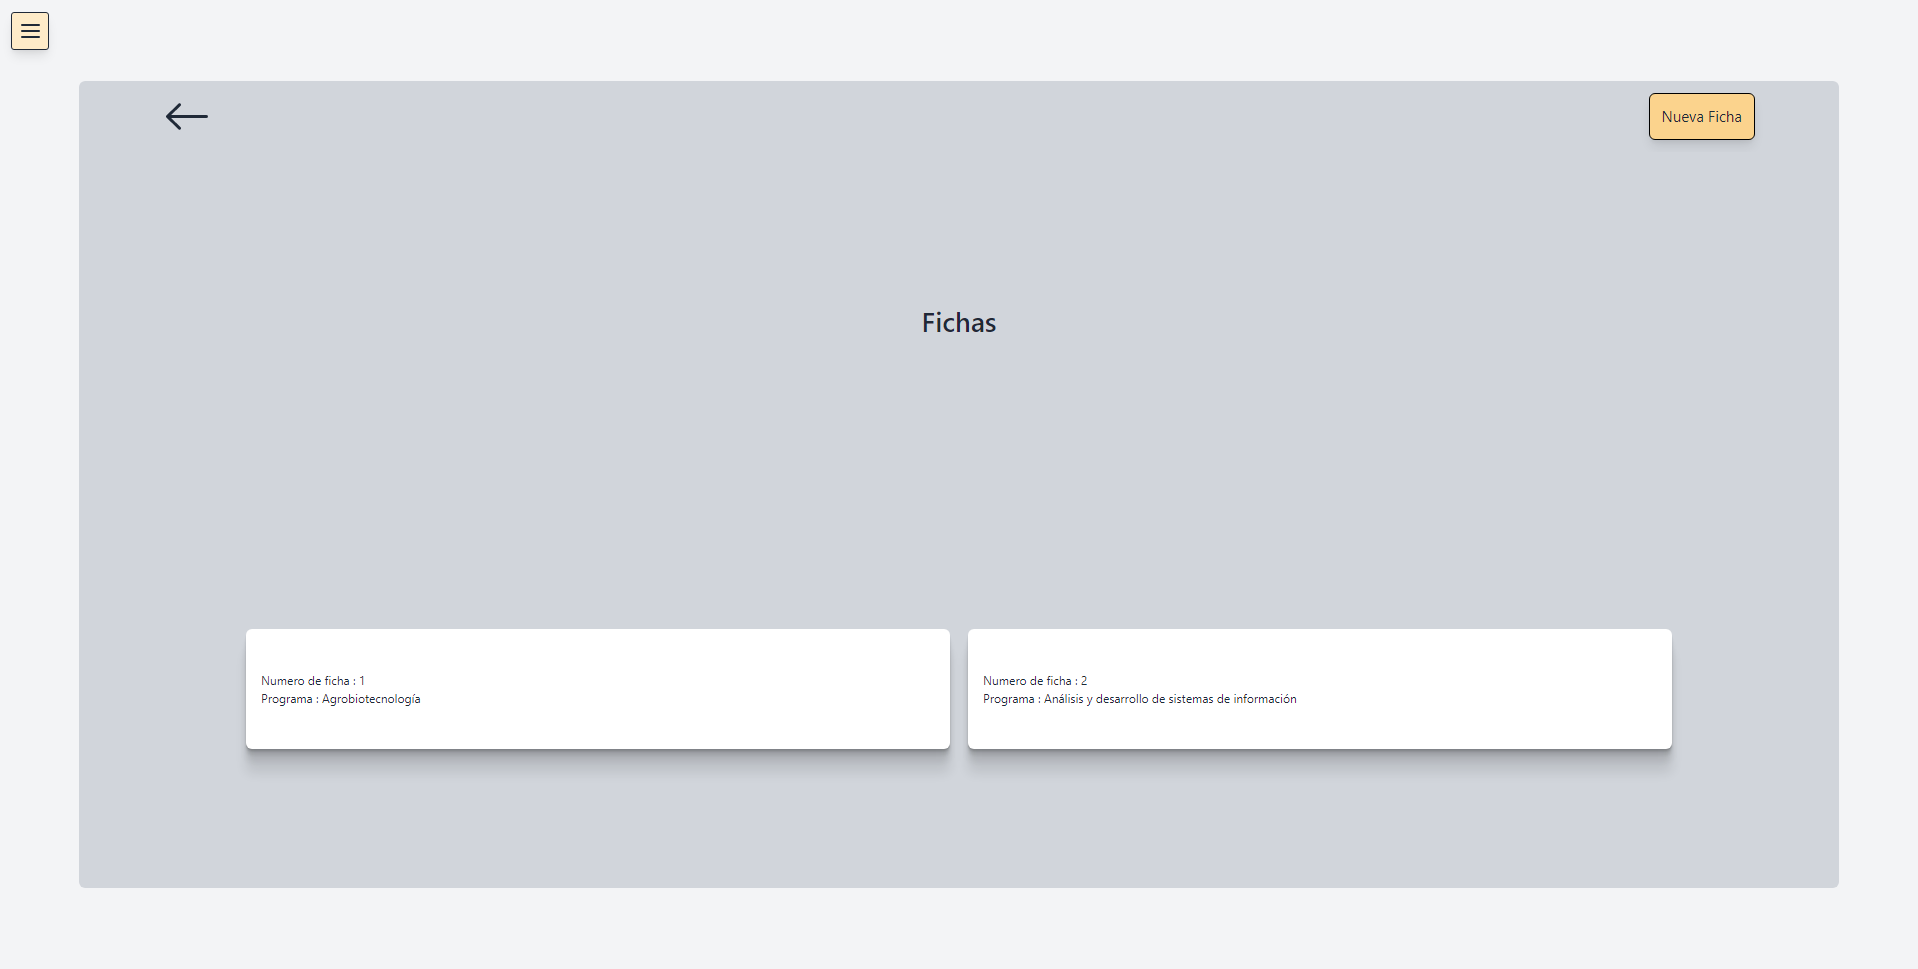 Nueva Ficha
Fichas
Numero de ficha : 1
Programa : Agrobiotecnología
Numero de ficha : 2
Programa : Análisis y desarrollo de sistemas de información